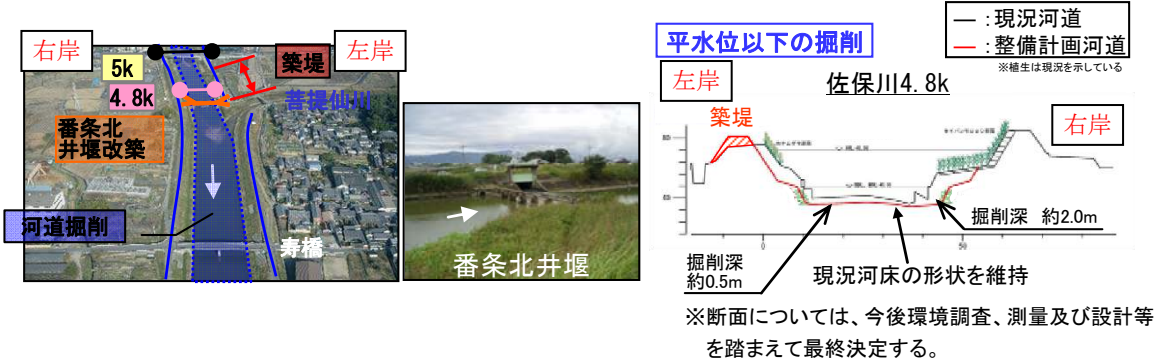 右岸
左岸
5k
築堤
4.8k
菩提仙川
番条北
井堰改築
河道掘削
寿橋
番条北井堰
平水位以下の掘削
― ：現況河道
― ：整備計画河道
※植生は現況を示している
左岸
佐保川4.8k
右岸
築堤
0
50
掘削深 約2.0m
掘削深
約0.5m
現況河床の形状を維持
※断面については、今後環境調査、測量及び設計等
を踏まえて最終決定する。